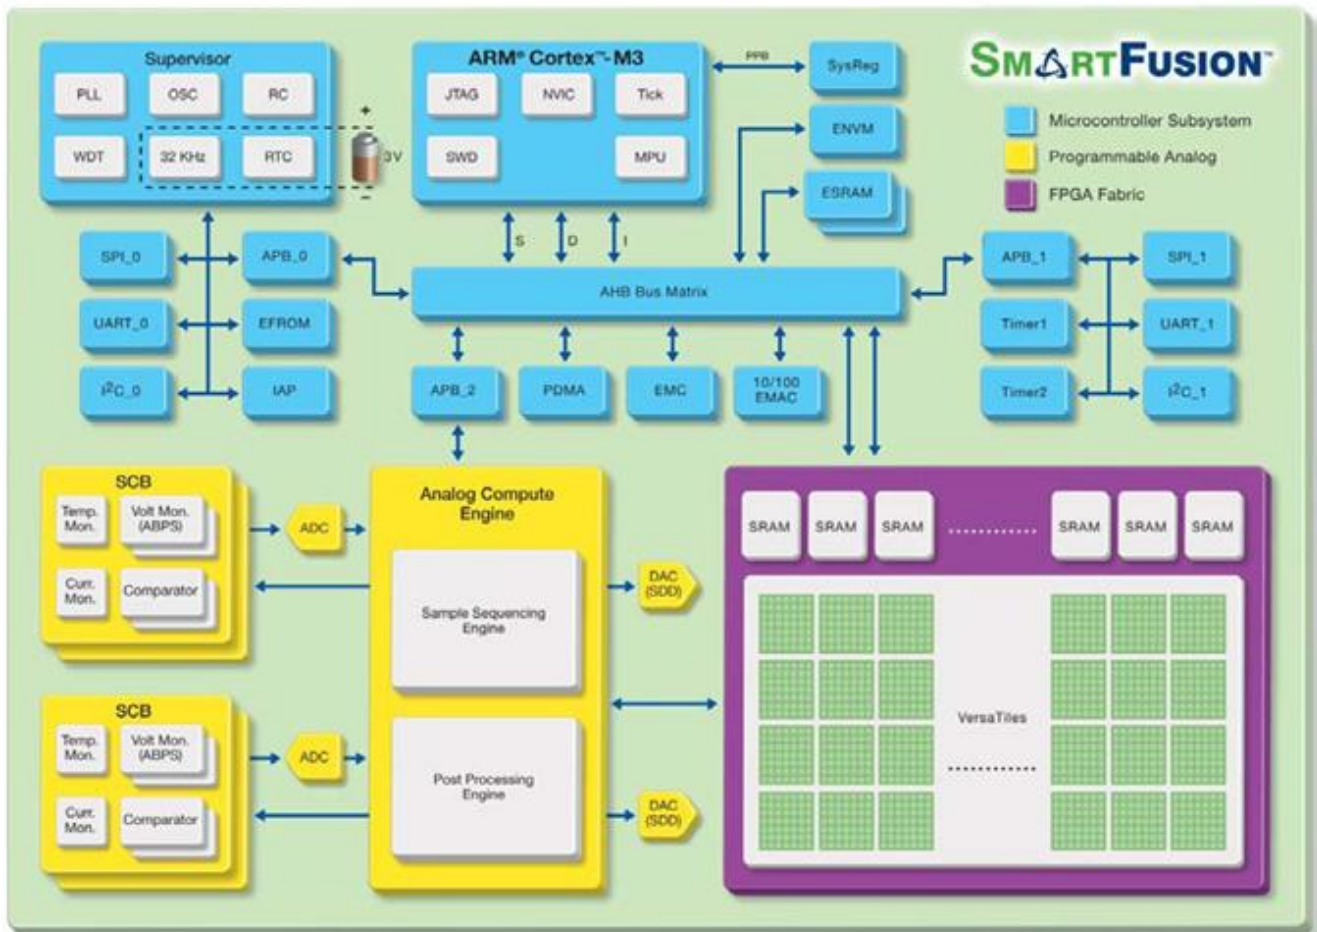 SMARTFUSION™
Microcontroller Subsystem
Programmable Analog
FPGA Fabric
Supervisor
PLL
OSC
RC
WDT
32 KHz
RTC
+
3V
−
ARM® Cortex™-M3
JTAG
NVIC
Tick
SWD
MPU
PPB
SysReg
ENVM
ESRAM
S
D
I
SPI_0
APB_0
UART_0
EFROM
I²C_0
IAP
AHB Bus Matrix
APB_1
SPI_1
Timer1
UART_1
Timer2
I²C_1
APB_2
PDMA
EMC
10/100
EMAC
SCB
Temp.
Mon.
Volt Mon.
(ABPS)
Curr.
Mon.
Comparator
ADC
SCB
Temp.
Mon.
Volt Mon.
(ABPS)
Curr.
Mon.
Comparator
ADC
Analog Compute
Engine
Sample Sequencing
Engine
Post Processing
Engine
DAC
(SDD)
DAC
(SDD)
SRAM
SRAM
SRAM
SRAM
SRAM
SRAM
VersaTiles